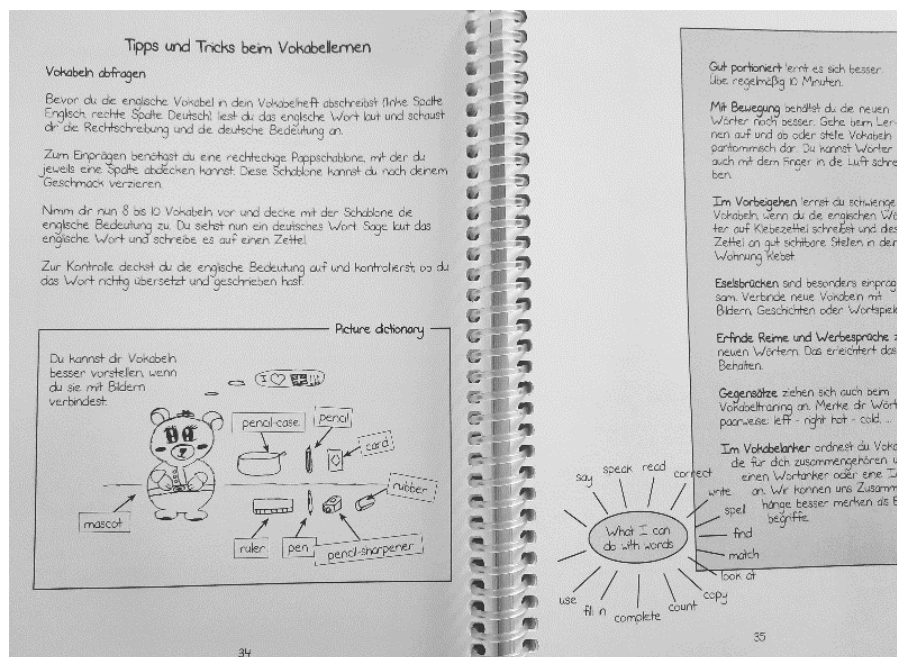 Tipps und Tricks beim Vokabellernen
Vokabeln abfragen
Bevor du die englische Vokabel in dein Vokabelheft abschreibst (linke Spalte
Englisch, rechte Spalte Deutsch), liest du das englische Wort laut und schaust
dir die Rechtschreibung und die deutsche Bedeutung an.
Zum Einprägen benötigst du eine rechteckige Pappschablone, mit der du
jeweils eine Spalte abdecken kannst. Diese Schablone kannst du nach deinem
Geschmack verzieren.
Nimm dir nun 8 bis 10 Vokabeln vor und decke mit der Schablone die
englische Bedeutung zu. Du siehst nun ein deutsches Wort. Sage laut das
englische Wort und schreibe es auf einen Zettel.
Zur Kontrolle deckst du die englische Bedeutung auf und kontrollierst, ob du
das Wort richtig übersetzt und geschrieben hast.
Picture dictionary
Du kannst dir Vokabeln
besser vorstellen, wenn
du sie mit Bildern
verbindest.
I
pencil-case
pencil
card
mascot
ruler
pen
pencil-sharpener
rubber
34
Gut portioniert lernt es sich besser.
Übe regelmäßig 10 Minuten.
Mit Bewegung behältst du die neuen
Wörter noch besser. Gehe beim Ler-
nen auf und ab oder stelle Vokabeln
pantomimisch dar. Du kannst Wörter
auch mit dem Finger in die Luft schrei
ben.
Im Vorbeigehen lernst du schwierige
Vokabeln, wenn du die englischen Wö
ter auf Klebezettel schreibst und dies
Zettel an gut sichtbare Stellen in der
Wohnung klebst.
Eselsbrücken sind besonders einpräg
sam. Verbinde neue Vokabeln mit
Bildern, Geschichten oder Wortspiele
Erfinde Reime und Werbesprüche z
neuen Wörtern. Das erleichtert das
Behalten.
Gegensätze ziehen sich auch beim
Vokabeltraining an. Merke dir Wört
paarweise: left - right, hot - cold, ...
Im Vokabelanker ordnest du Voka
die für dich zusammengehören u
einen Wortanker oder eine I
an. Wir können uns Zusamm
hänge besser merken als E
begriffe.
What I can
do with words
say
speak
read
correct
write
spell
find
match
look at
copy
count
complete
fill in
use
35